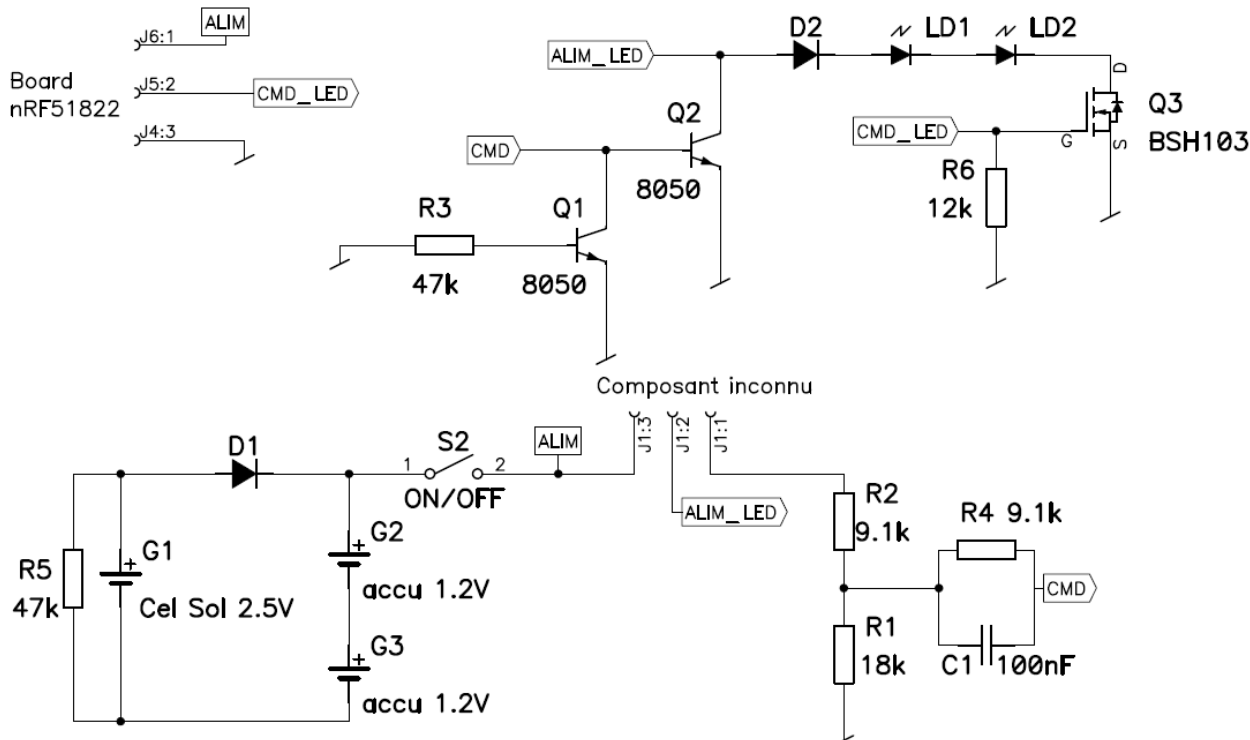 ALIM
J6:1
Board
nRF51822
J5:2
CMD_LED
J4:3
ALIM_LED
D2
LD1
LD2
D
Q2
CMD
8050
CMD_LED
G
S
Q3
BSH103
R6
12k
R3
47k
Q1
8050
Composant inconnu
J1:3
J1:2
J1:1
D1
1
S2
2
ON/OFF
ALIM
ALIM_LED
R2
9.1k
R4 9.1k
CMD
R5
47k
G1
Cel Sol 2.5V
G2
accu 1.2V
G3
accu 1.2V
R1
18k
C1
100nF